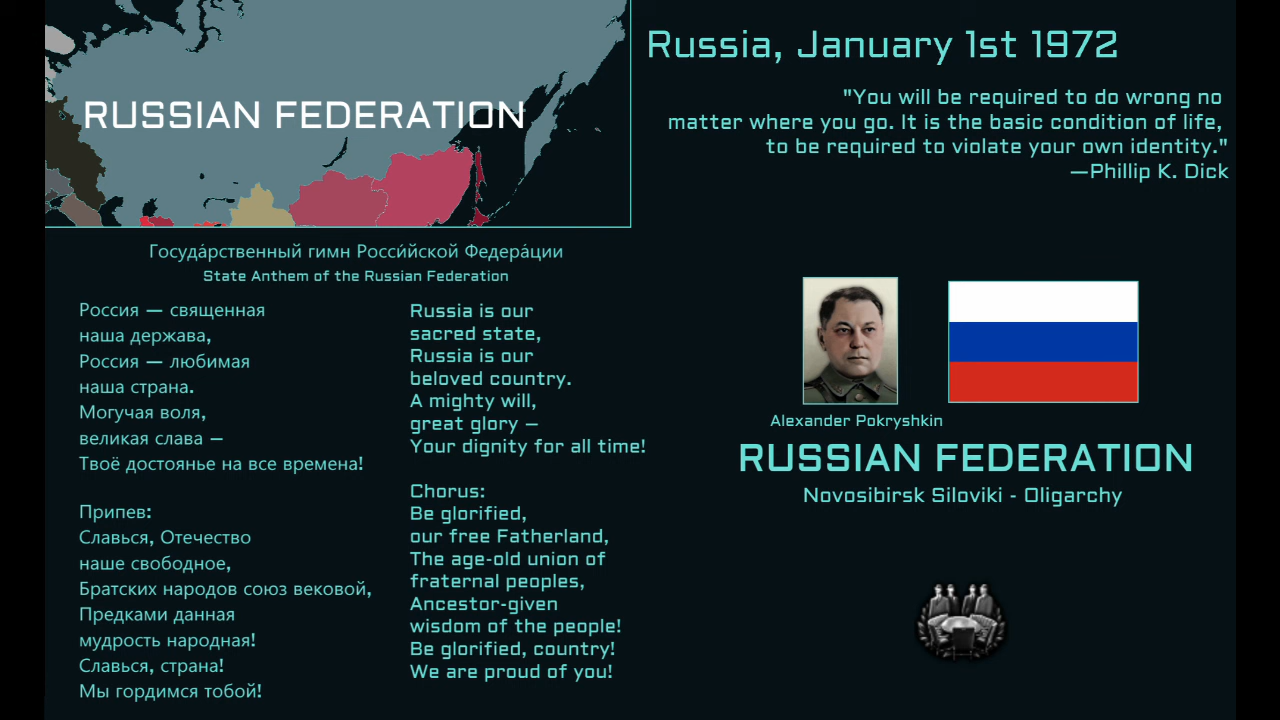 RUSSIAN FEDERATION
Russia, January 1st 1972
"You will be required to do wrong no
matter where you go. It is the basic condition of life,
to be required to violate your own identity."
—Phillip K. Dick
Госуда́рственный гимн Росси́йской Федера́ции
State Anthem of the Russian Federation
Россия — священная
наша держава,
Россия — любимая
наша страна.
Могучая воля,
великая слава —
Твоё достоянье на все времена!
Припев:
Славься, Отечество
наше свободное,
Братских народов союз вековой,
Предками данная
мудрость народная!
Славься, страна!
Мы гордимся тобой!
Russia is our
sacred state,
Russia is our
beloved country.
A mighty will,
great glory —
Your dignity for all time!
Chorus:
Be glorified,
our free Fatherland,
The age-old union of
fraternal peoples,
Ancestor-given
wisdom of the people!
Be glorified, country!
We are proud of you!
Alexander Pokryshkin
RUSSIAN FEDERATION
Novosibirsk Siloviki - Oligarchy